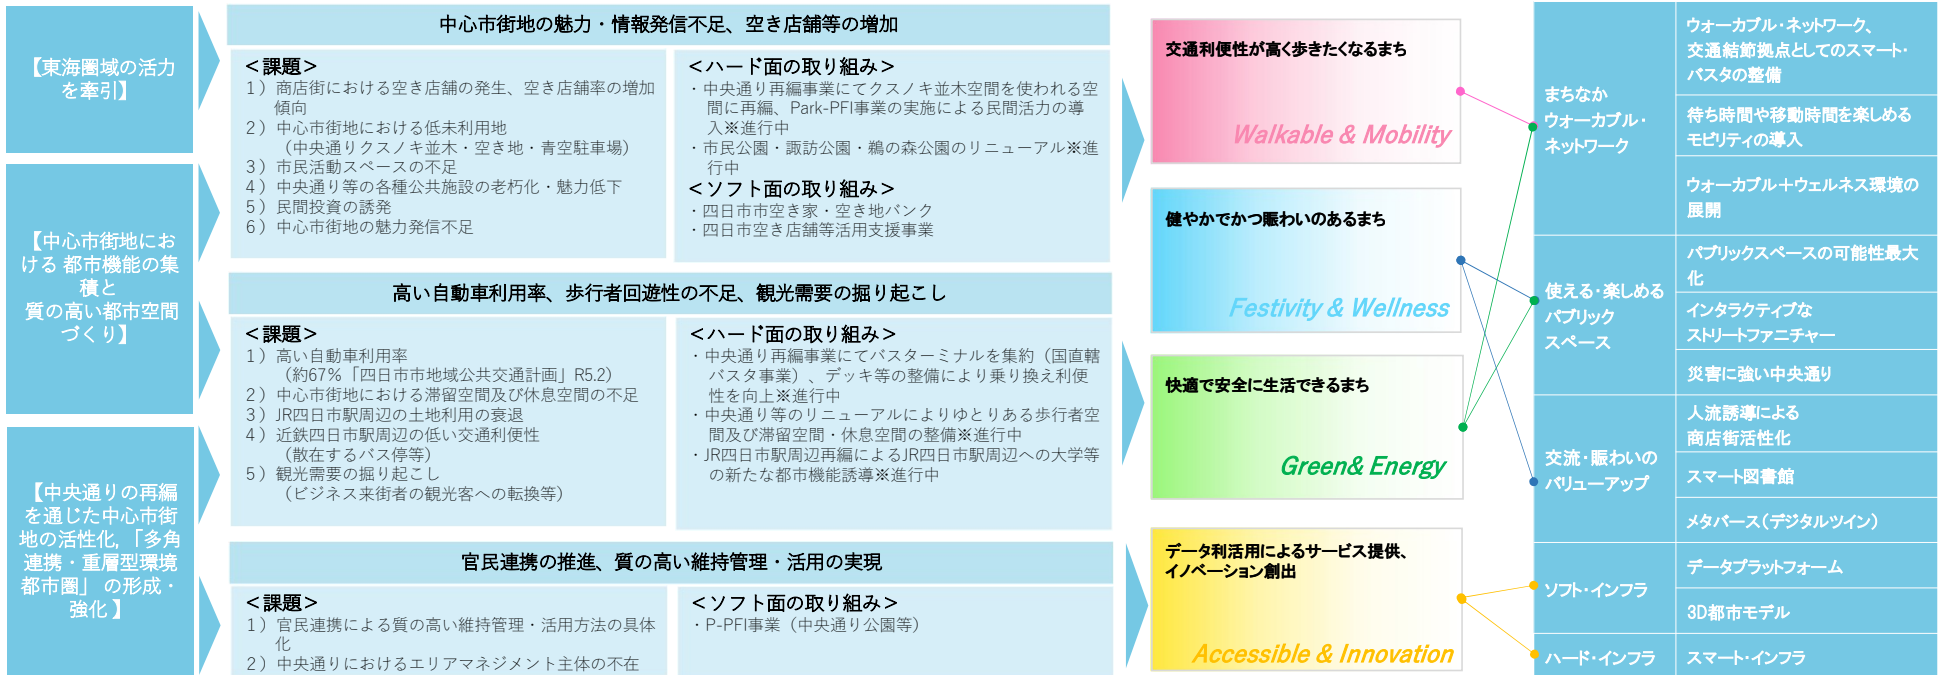 【東海圏域の活力
を牽引】
【中心市街地にお
ける 都市機能の集
積と
質の高い都市空間
づくり】
【中央通りの再編
を通じた中心市街
地の活性化,「多角
連携・重層型環境
都市圏」 の形成・
強化 】
中心市街地の魅力・情報発信不足、空き店舗等の増加
＜課題＞
１）商店街における空き店舗の発生、空き店舗率の増加
傾向
２）中心市街地における低未利用地
（中央通りクスノキ並木・空き地・青空駐車場）
３）市民活動スペースの不足
４）中央通り等の各種公共施設の老朽化・魅力低下
５）民間投資の誘発
６）中心市街地の魅力発信不足
＜ハード面の取り組み＞
・中央通り再編事業にてクスノキ並木空間を使われる空
間に再編、Park-PFI事業の実施による民間活力の導
入※進行中
・市民公園・諏訪公園・鵜の森公園のリニューアル※進
行中
＜ソフト面の取り組み＞
・四日市市空き家・空き地バンク
・四日市空き店舗等活用支援事業
高い自動車利用率、歩行者回遊性の不足、観光需要の掘り起こし
＜課題＞
１）高い自動車利用率
（約67％「四日市市地域公共交通計画」R5.2）
２）中心市街地における滞留空間及び休息空間の不足
３）JR四日市駅周辺の土地利用の衰退
４）近鉄四日市駅周辺の低い交通利便性
（散在するバス停等）
５）観光需要の掘り起こし
（ビジネス来街者の観光客への転換等）
＜ハード面の取り組み＞
・中央通り再編事業にてバスターミナルを集約（国直轄
バスタ事業）、デッキ等の整備により乗り換え利便
性を向上※進行中
・中央通り等のリニューアルによりゆとりある歩行者空
間及び滞留空間・休息空間の整備※進行中
・JR四日市駅周辺再編によるJR四日市駅周辺への大学等
の新たな都市機能誘導※進行中
官民連携の推進、質の高い維持管理・活用の実現
＜課題＞
１）官民連携による質の高い維持管理・活用方法の具体
化
２）中央通りにおけるエリアマネジメント主体の不在
＜ソフト面の取り組み＞
・P-PFI事業（中央通り公園等）
交通利便性が高く歩きたくなるまち
Walkable & Mobility
健やかでかつ賑わいのあるまち
Festivity & Wellness
快適で安全に生活できるまち
Green& Energy
データ利活用によるサービス提供、
イノベーション創出
Accessible & Innovation
まちなか
ウォーカブル・
ネットワーク
ウォーカブル・ネットワーク、
交通結節拠点としてのスマート・
バスタの整備
待ち時間や移動時間を楽しめる
モビリティの導入
ウォーカブル＋ウェルネス環境の
展開
使える・楽しめる
パブリック
スペース
パブリックスペースの可能性最大
化
インタラクティブな
ストリートファニチャー
災害に強い中央通り
交流・賑わいの
バリューアップ
人流誘導による
商店街活性化
スマート図書館
メタバース（デジタルツイン）
ソフト・インフラ
データプラットフォーム
3D都市モデル
ハード・インフラ
スマート・インフラ